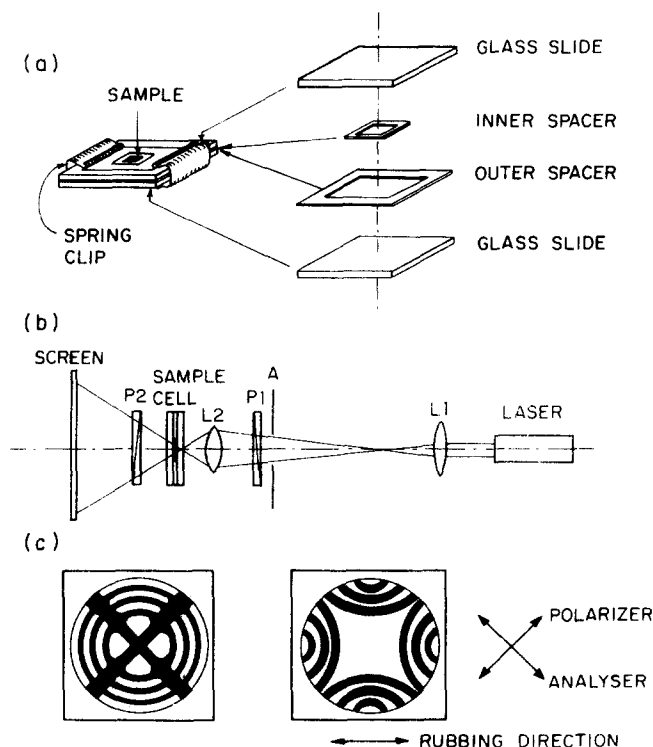 (a)
GLASS SLIDE
SAMPLE
INNER SPACER
OUTER SPACER
SPRING
CLIP
GLASS SLIDE
(b)
SCREEN
P2
SAMPLE
CELL
L2
P1
A
L1
LASER
(c)
POLARIZER
ANALYSER
RUBBING DIRECTION